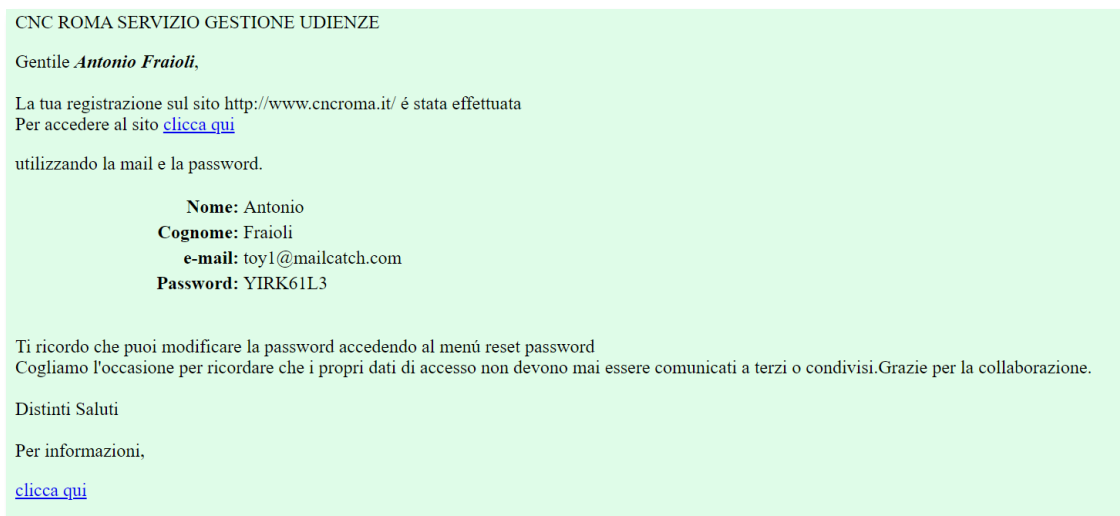 CNC ROMA SERVIZIO GESTIONE UDIENZE
Gentile Antonio Fraioli,
La tua registrazione sul sito http://www.cncroma.it/ é stata effettuata
Per accedere al sito clicca qui
utilizzando la mail e la password.
Nome: Antonio
Cognome: Fraioli
e-mail: toy1@mailcatch.com
Password: YIRK61L3
Ti ricordo che puoi modificare la password accedendo al menú reset password
Cogliamo l'occasione per ricordare che i propri dati di accesso non devono mai essere comunicati a terzi o condivisi.Grazie per la collaborazione.
Distinti Saluti
Per informazioni,
clicca qui